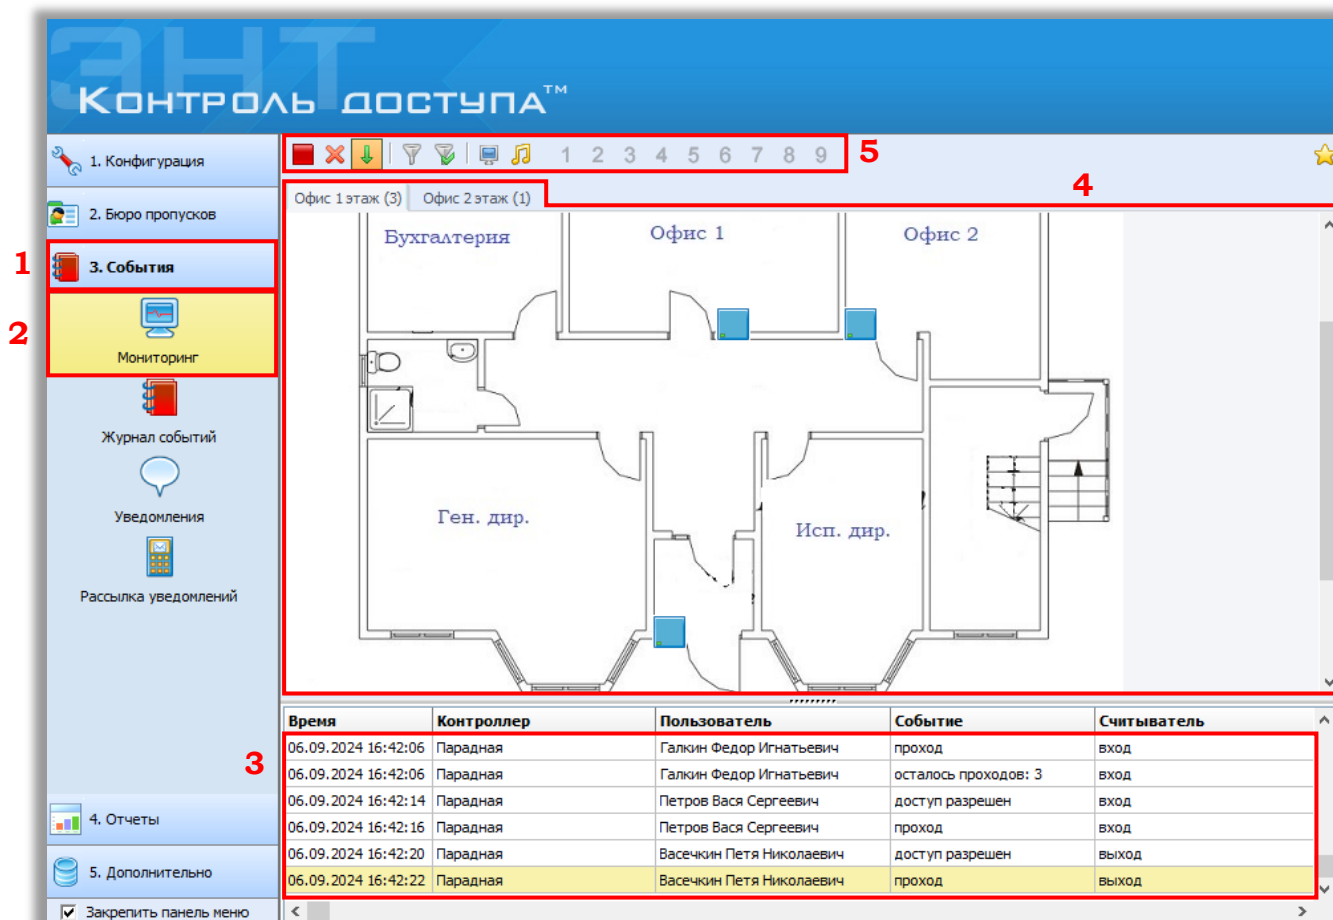 ЭНТ
Контроль доступа™
1. Конфигурация
2. Бюро пропусков
1
3. События
2
Мониторинг
Журнал событий
Уведомления
Рассылка уведомлений
4. Отчеты
5. Дополнительно
Закрепить панель меню
1 2 3 4 5 6 7 8 9
5
4
Офис 1 этаж (3) Офис 2 этаж (1)
Бухгалтерия Офис 1 Офис 2
Ген. дир. Исп. дир.
3
Время Контроллер Пользователь Событие Считыватель
06.09.2024 16:42:06 Парадная Галкин Федор Игнатьевич проход вход
06.09.2024 16:42:06 Парадная Галкин Федор Игнатьевич осталось проходов: 3 вход
06.09.2024 16:42:14 Парадная Петров Вася Сергеевич доступ разрешен вход
06.09.2024 16:42:16 Парадная Петров Вася Сергеевич проход вход
06.09.2024 16:42:20 Парадная Васечкин Петя Николаевич доступ разрешен выход
06.09.2024 16:42:22 Парадная Васечкин Петя Николаевич проход выход